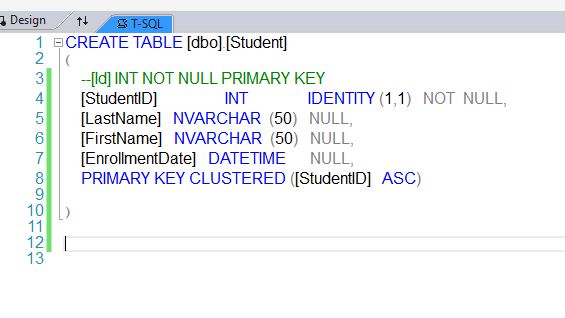 Design T-SQL
1 CREATE TABLE [dbo].[Student]
2 (
3 --[Id] INT NOT NULL PRIMARY KEY
4 [StudentID] INT IDENTITY (1,1) NOT NULL,
5 [LastName] NVARCHAR (50) NULL,
6 [FirstName] NVARCHAR (50) NULL,
7 [EnrollmentDate] DATETIME NULL,
8 PRIMARY KEY CLUSTERED ([StudentID] ASC)
9
10 )
11
12
13